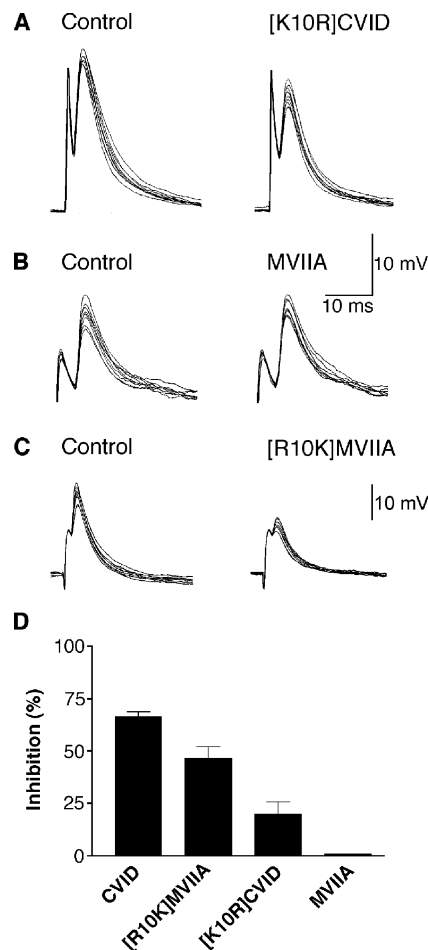 A Control [K10R]CVID
B Control MVIIA
10 mV
10 ms
C Control [R10K]MVIIA
10 mV
D
100
75
50
25
0
Inhibition (%)
CVID
[R10K]MVIIA
[K10R]CVID
MVIIA